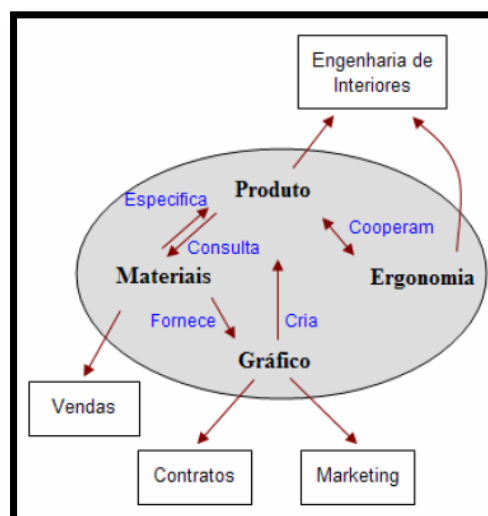 Engenharia de
Interiores
Produto
Especifica
Cooperam
Consulta
Materiais
Ergonomia
Fornece
Cria
Gráfico
Vendas
Contratos
Marketing